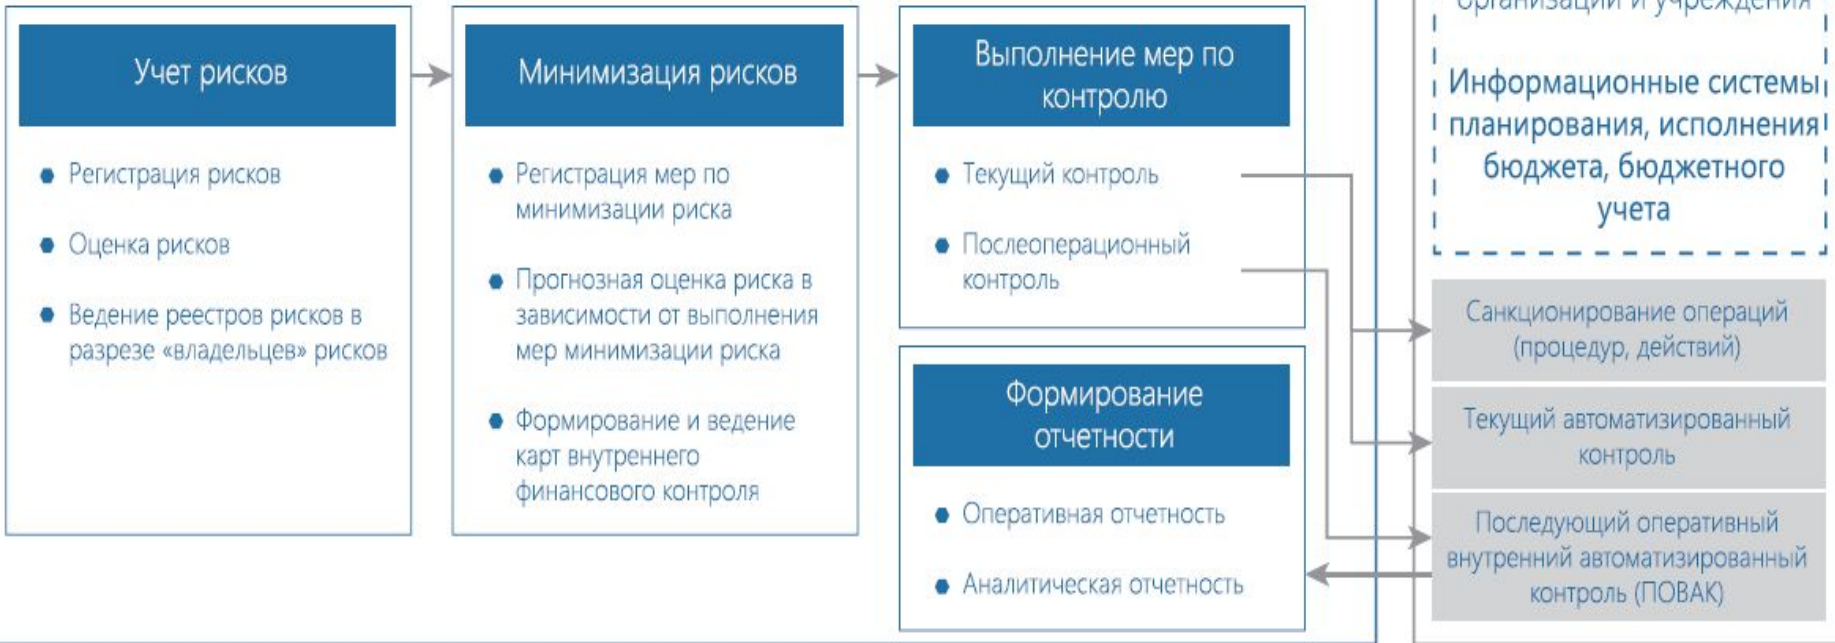 Учет рисков
Регистрация рисков
Оценка рисков
Ведение реестров рисков в
разрезе «владельцев» рисков
Минимизация рисков
Регистрация мер по
минимизации риска
Прогнозная оценка риска в
зависимости от выполнения
мер минимизации риска
Формирование и ведение
карт внутреннего
финансового контроля
Выполнение мер по
контролю
Текущий контроль
Послеоперационный
контроль
Формирование
отчетности
Оперативная отчетность
Аналитическая отчетность
организации и учреждения
Информационные системы
планирования, исполнения
бюджета, бюджетного
учета
Санкционирование операций
(процедур, действий)
Текущий автоматизированный
контроль
Последующий оперативный
внутренний автоматизированный
контроль (ПОВАК)